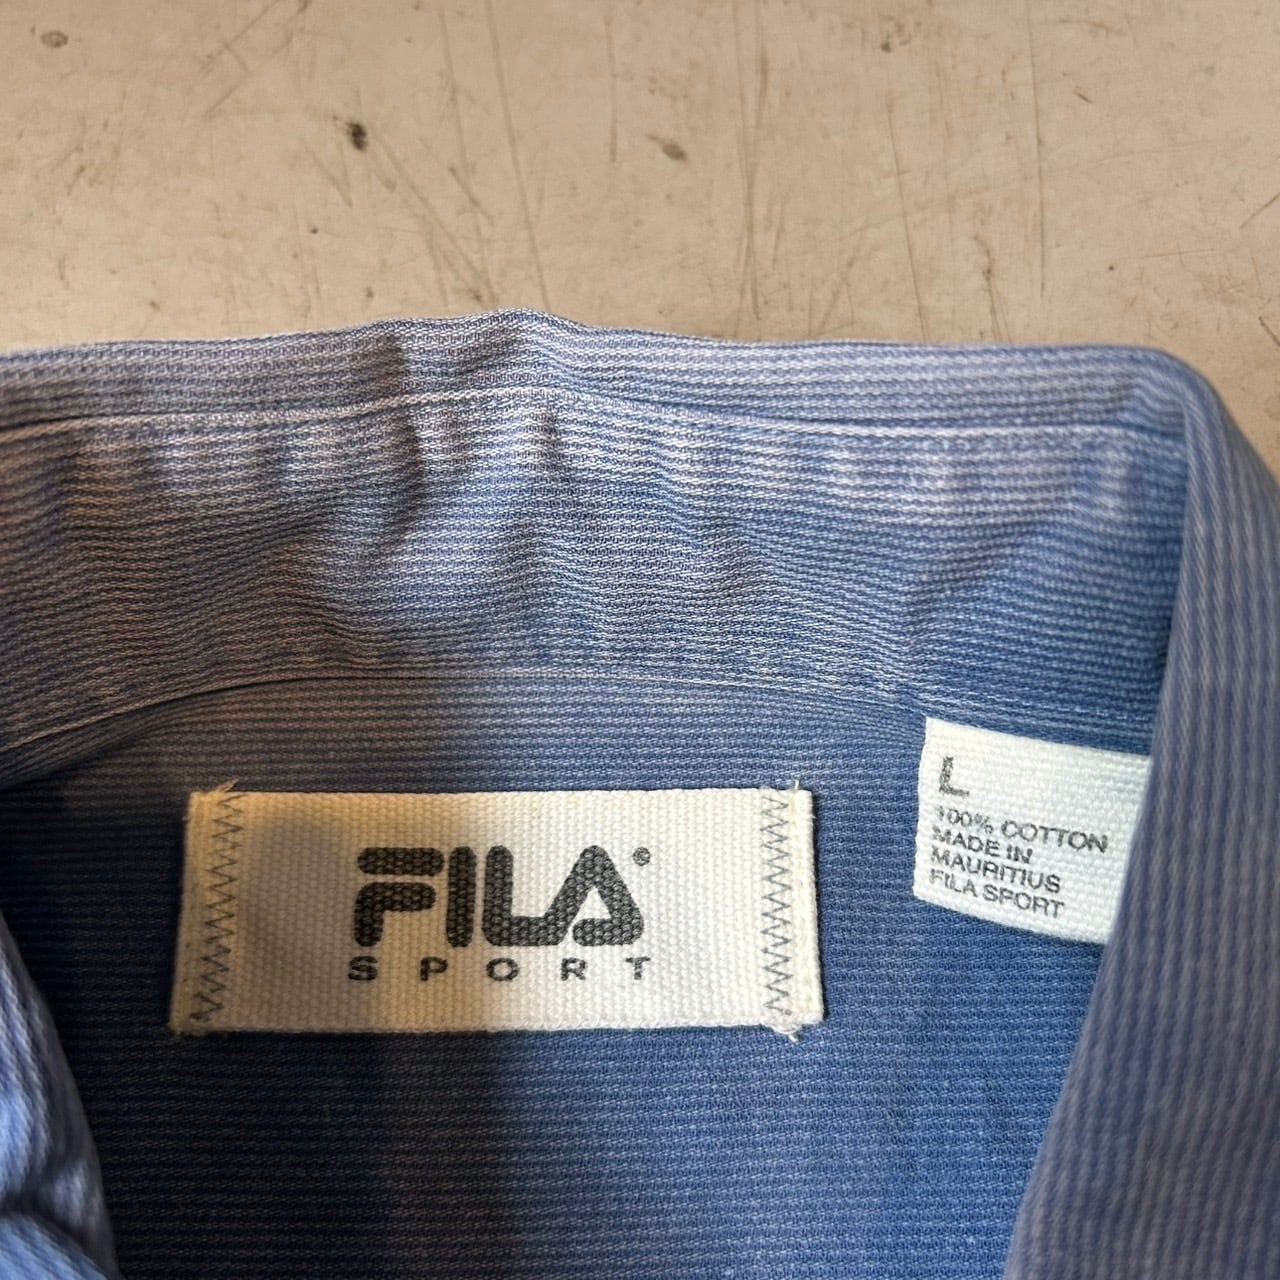 FILA®
SPORT
L
100% COTTON
MADE IN
MAURITIUS
FILA SPORT